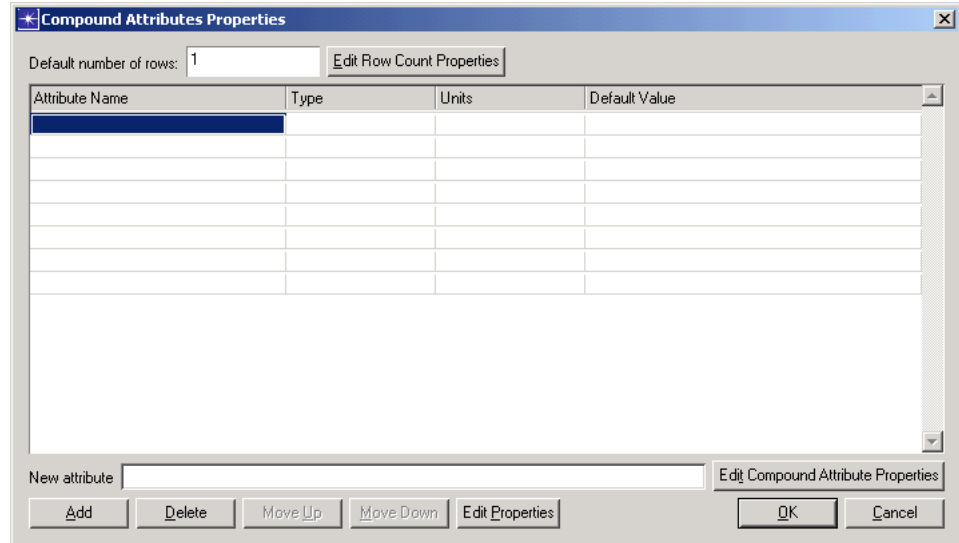 Compound Attributes Properties
Default number of rows: 1 Edit Row Count Properties
Attribute Name Type Units Default Value
New attribute Edit Compound Attribute Properties
Add Delete Move Up Move Down Edit Properties OK Cancel